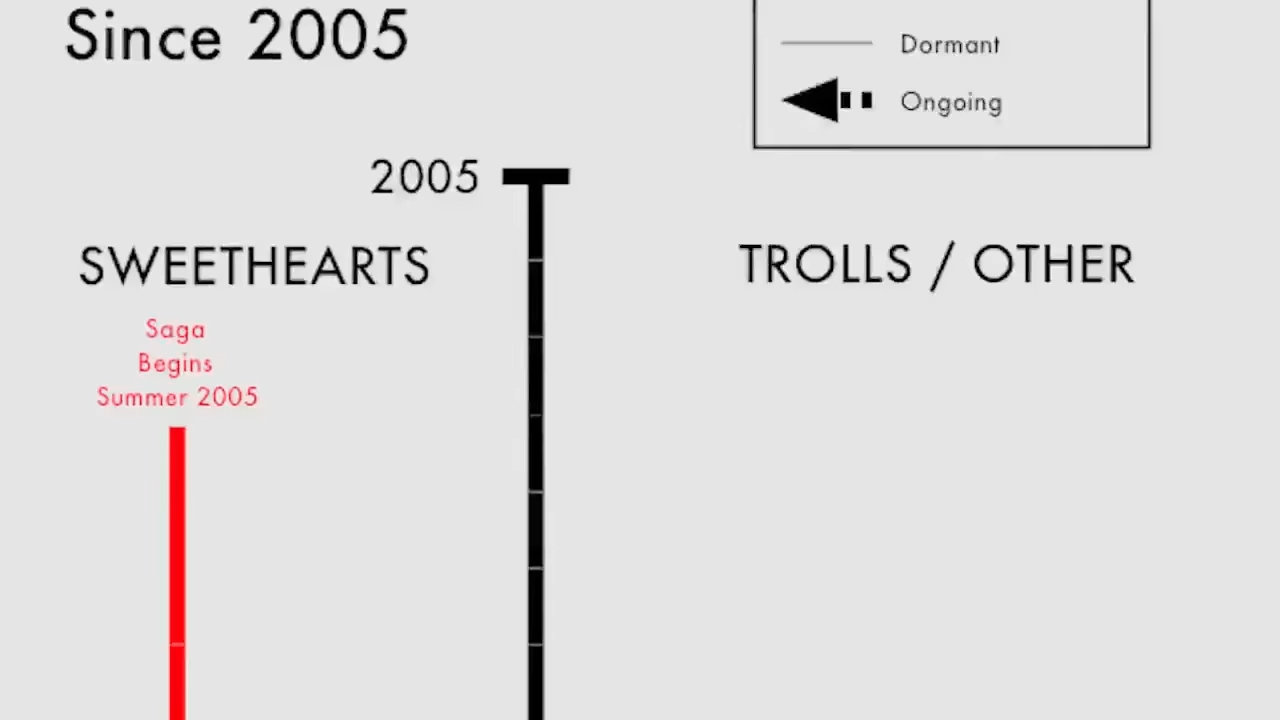 Since 2005
Dormant
Ongoing
2005
SWEETHEARTS
TROLLS / OTHER
Saga
Begins
Summer 2005